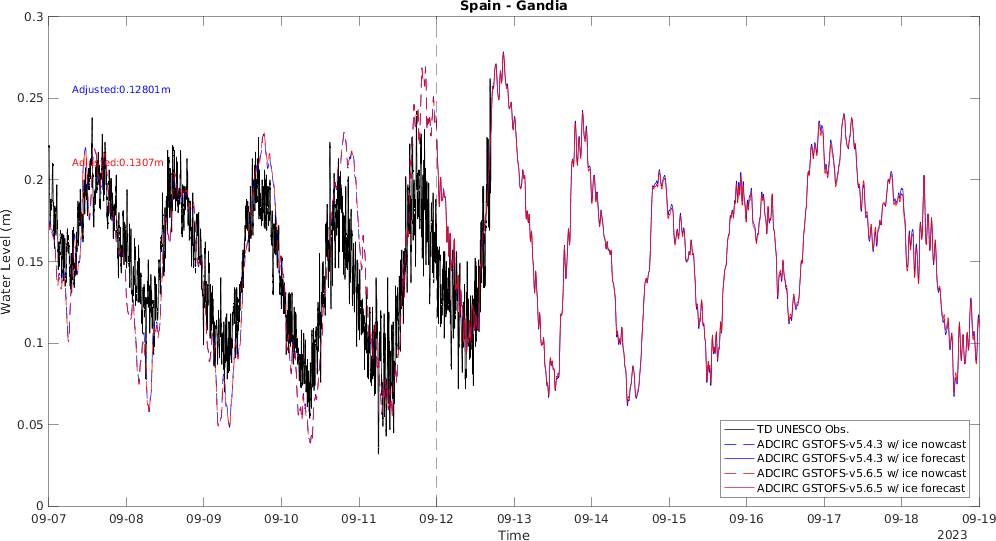 Spain - Gandia
Water Level (m)
0.3
0.25
0.2
0.15
0.1
0.05
0
Adjusted:0.12801m
Adjusted:0.1307m
TD UNESCO Obs.
ADCIRC GSTOFS-v5.4.3 w/ ice nowcast
ADCIRC GSTOFS-v5.4.3 w/ ice forecast
ADCIRC GSTOFS-v5.6.5 w/ ice nowcast
ADCIRC GSTOFS-v5.6.5 w/ ice forecast
09-07 09-08 09-09 09-10 09-11 09-12 09-13 09-14 09-15 09-16 09-17 09-18 09-19
Time
2023